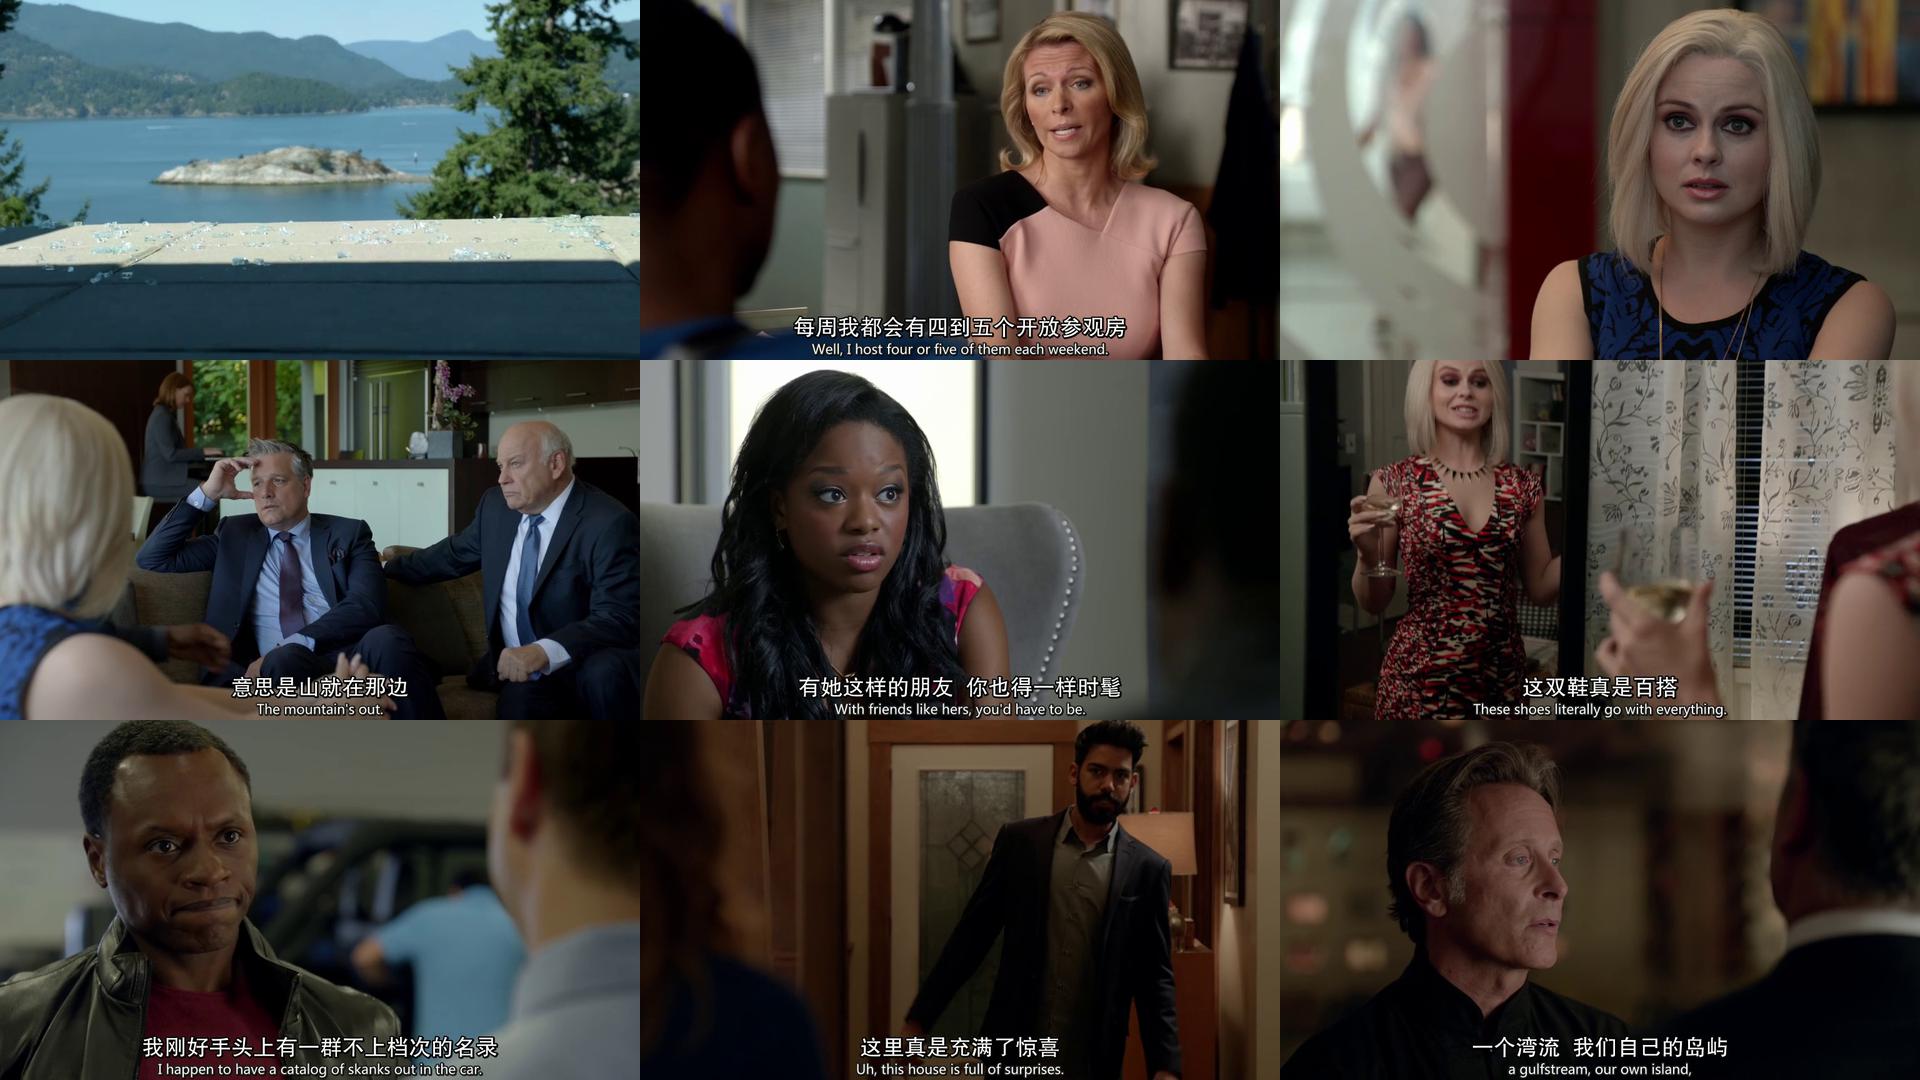 每周我都会有四到五个开放参观房
Well, I host four or five of them each weekend.
意思是山就在那边
The mountain's out.
有她这样的朋友 你也得一样时髦
With friends like hers, you'd have to be.
这双鞋真是百搭
These shoes literally go with everything.
我刚好手头上有一群不上档次的名录
I happen to have a catalog of skanks out in the car.
这里真是充满了惊喜
Uh, this house is full of surprises.
一个湾流 我们自己的岛屿
a gulfstream, our own island,